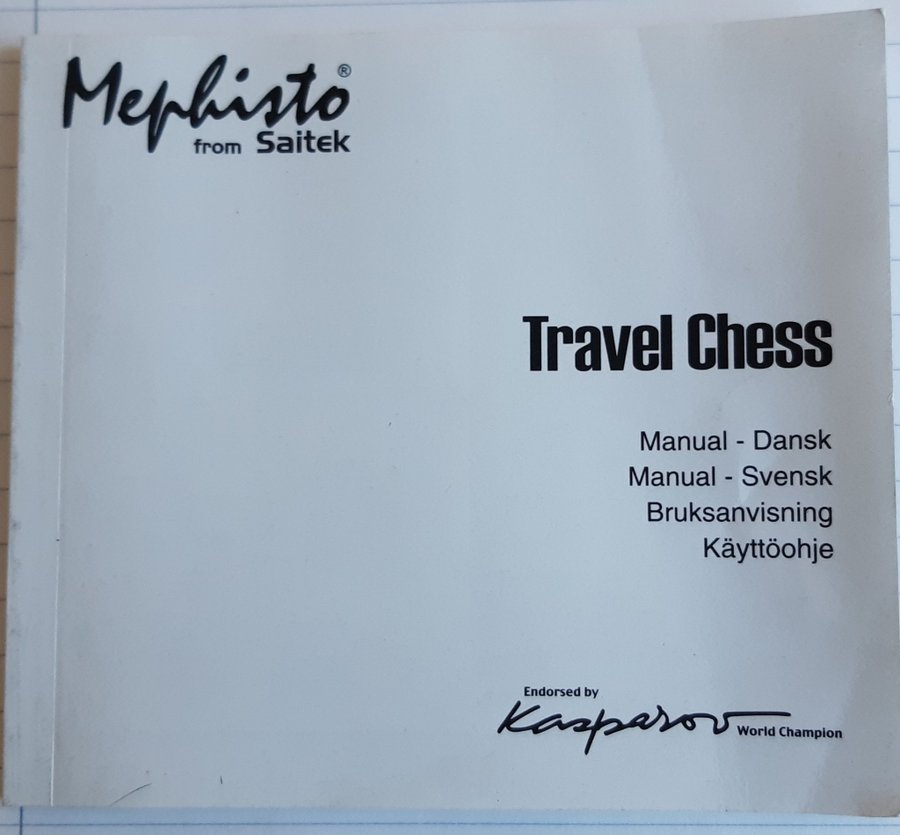 Mephisto®
from Saitek
Travel Chess
Manual - Dansk
Manual - Svensk
Bruksanvisning
Käyttöohje
Endorsed by
Kasparov World Champion